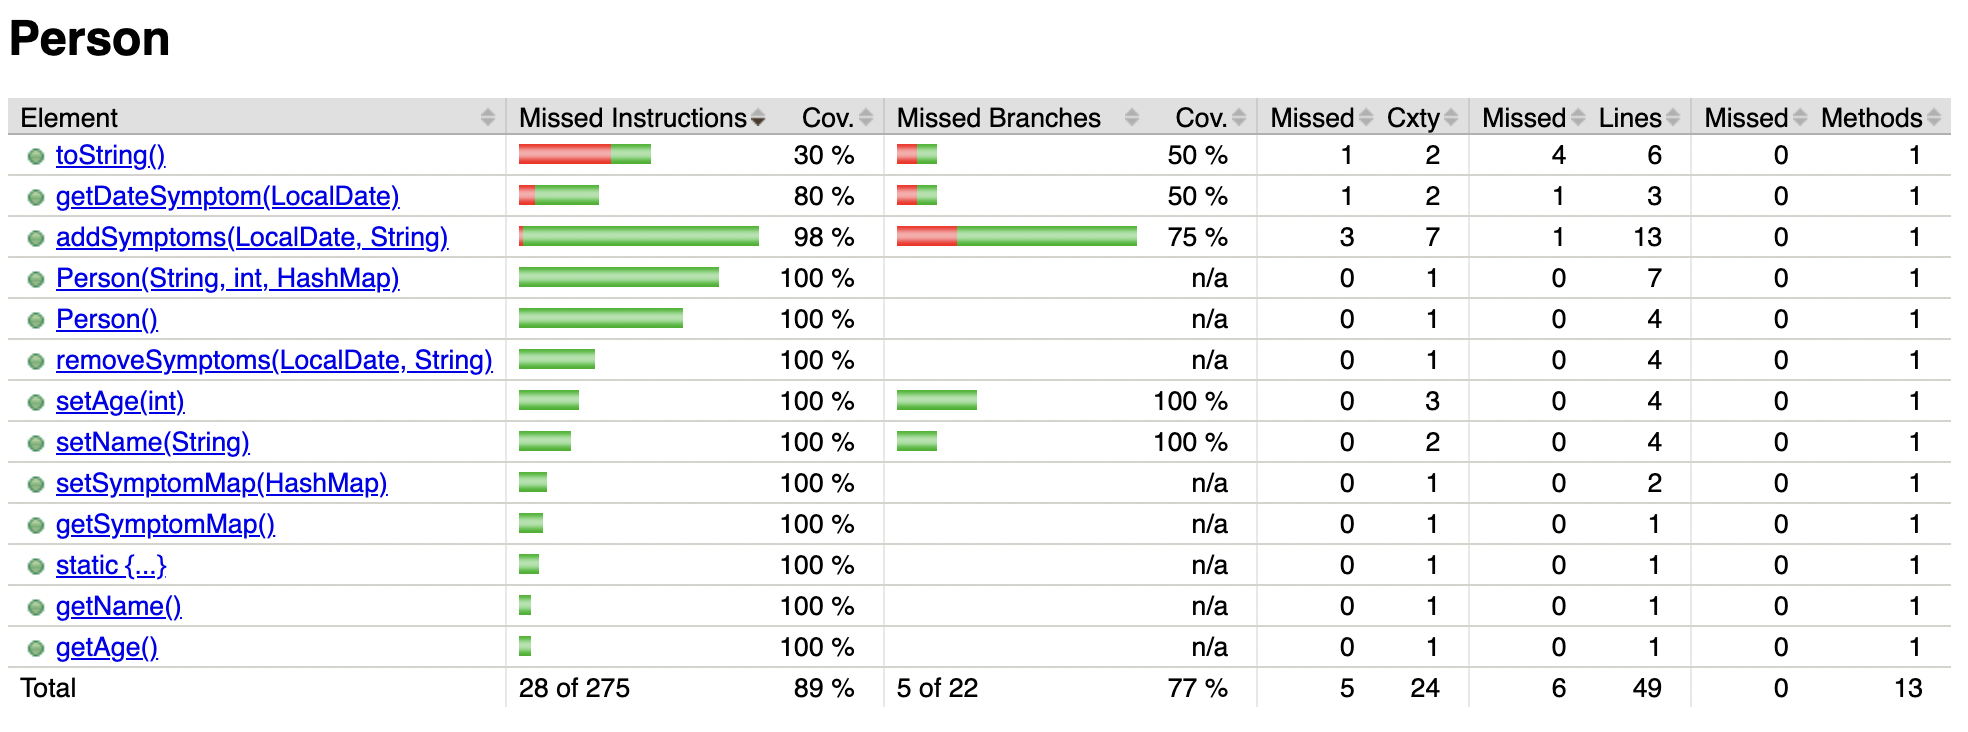 Person
Element Missed Instructions Cov. Missed Branches Cov. Missed Cxty Missed Lines Missed Methods
toString() 30 % 50 % 1 2 4 6 0 1
getDateSymptom(LocalDate) 80 % 50 % 1 2 1 3 0 1
addSymptoms(LocalDate, String) 98 % 75 % 3 7 1 13 0 1
Person(String, int, HashMap) 100 % n/a 0 1 0 7 0 1
Person() 100 % n/a 0 1 0 4 0 1
removeSymptoms(LocalDate, String) 100 % n/a 0 1 0 4 0 1
setAge(int) 100 % 100 % 0 3 0 4 0 1
setName(String) 100 % 100 % 0 2 0 4 0 1
setSymptomMap(HashMap) 100 % n/a 0 1 0 2 0 1
getSymptomMap() 100 % n/a 0 1 0 1 0 1
static {...} 100 % n/a 0 1 0 1 0 1
getName() 100 % n/a 0 1 0 1 0 1
getAge() 100 % n/a 0 1 0 1 0 1
Total 28 of 275 89 % 5 of 22 77 % 5 24 6 49 0 13